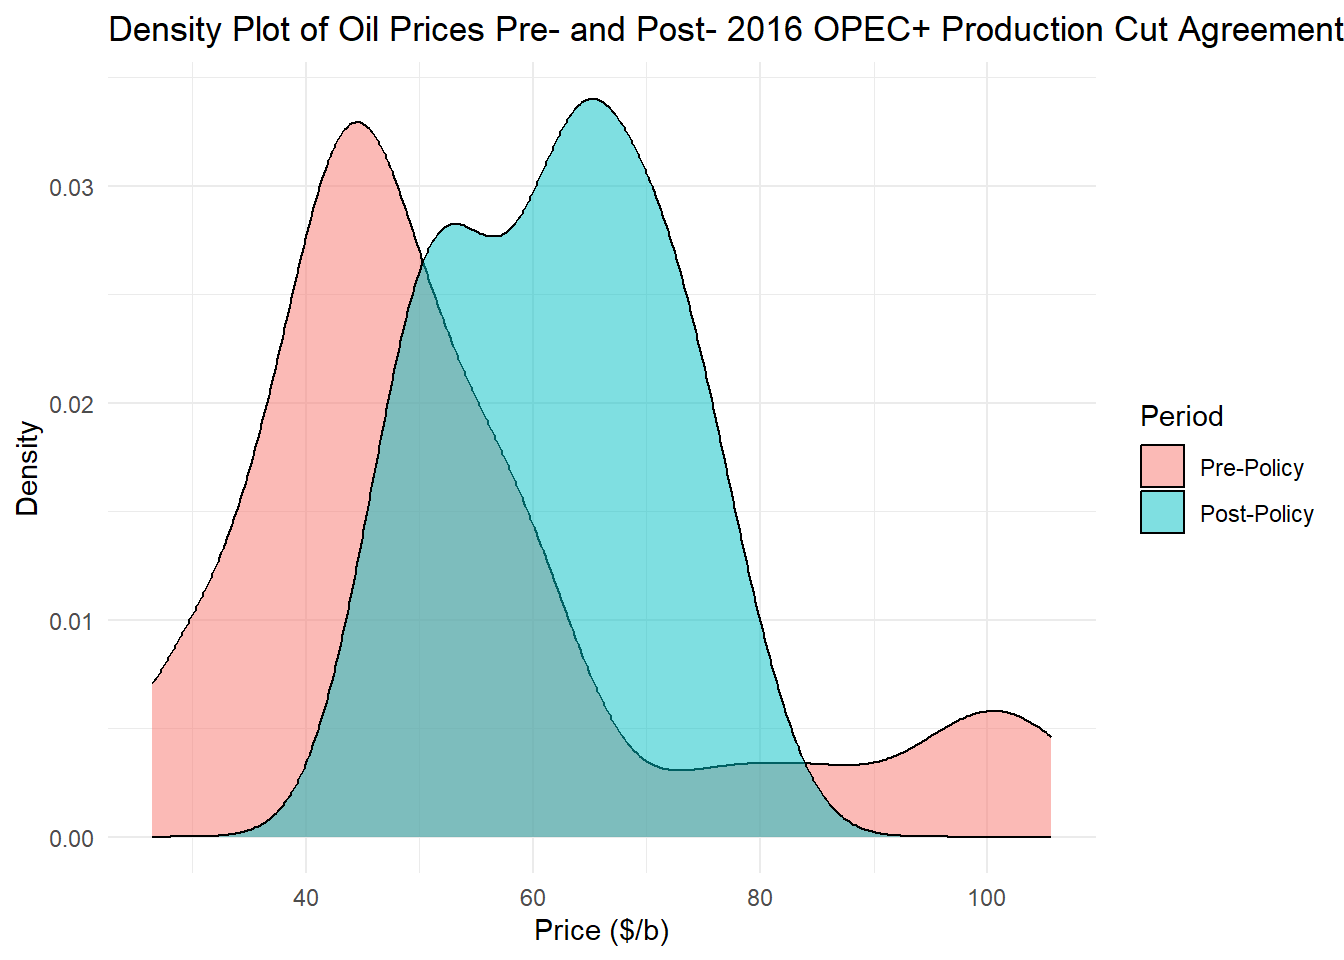 Density Plot of Oil Prices Pre- and Post- 2016 OPEC+ Production Cut Agreement
0.03
0.02
0.01
0.00
Density
40 60 80 100
Price ($/b)
Period
Pre-Policy
Post-Policy